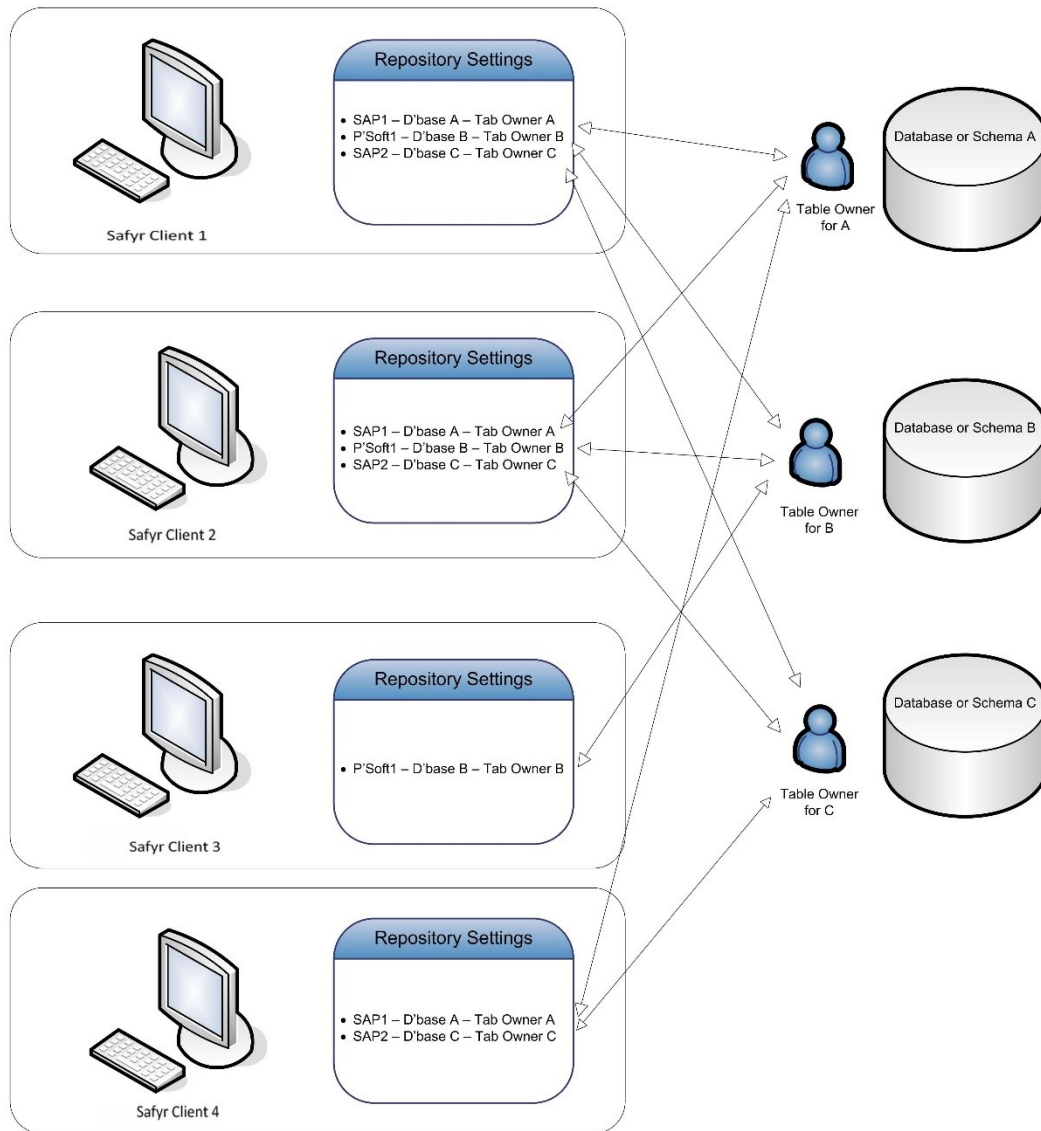 Repository Settings
• SAP1 – D'base A – Tab Owner A
• P'Soft1 – D'base B – Tab Owner B
• SAP2 – D'base C – Tab Owner C
Safyr Client 1
Table Owner
for A
Database or Schema A
Repository Settings
• SAP1 – D'base A – Tab Owner A
• P'Soft1 – D'base B – Tab Owner B
• SAP2 – D'base C – Tab Owner C
Safyr Client 2
Table Owner
for B
Database or Schema B
Repository Settings
• P'Soft1 – D'base B – Tab Owner B
Safyr Client 3
Table Owner
for C
Database or Schema C
Repository Settings
• SAP1 – D'base A – Tab Owner A
• SAP2 – D'base C – Tab Owner C
Safyr Client 4